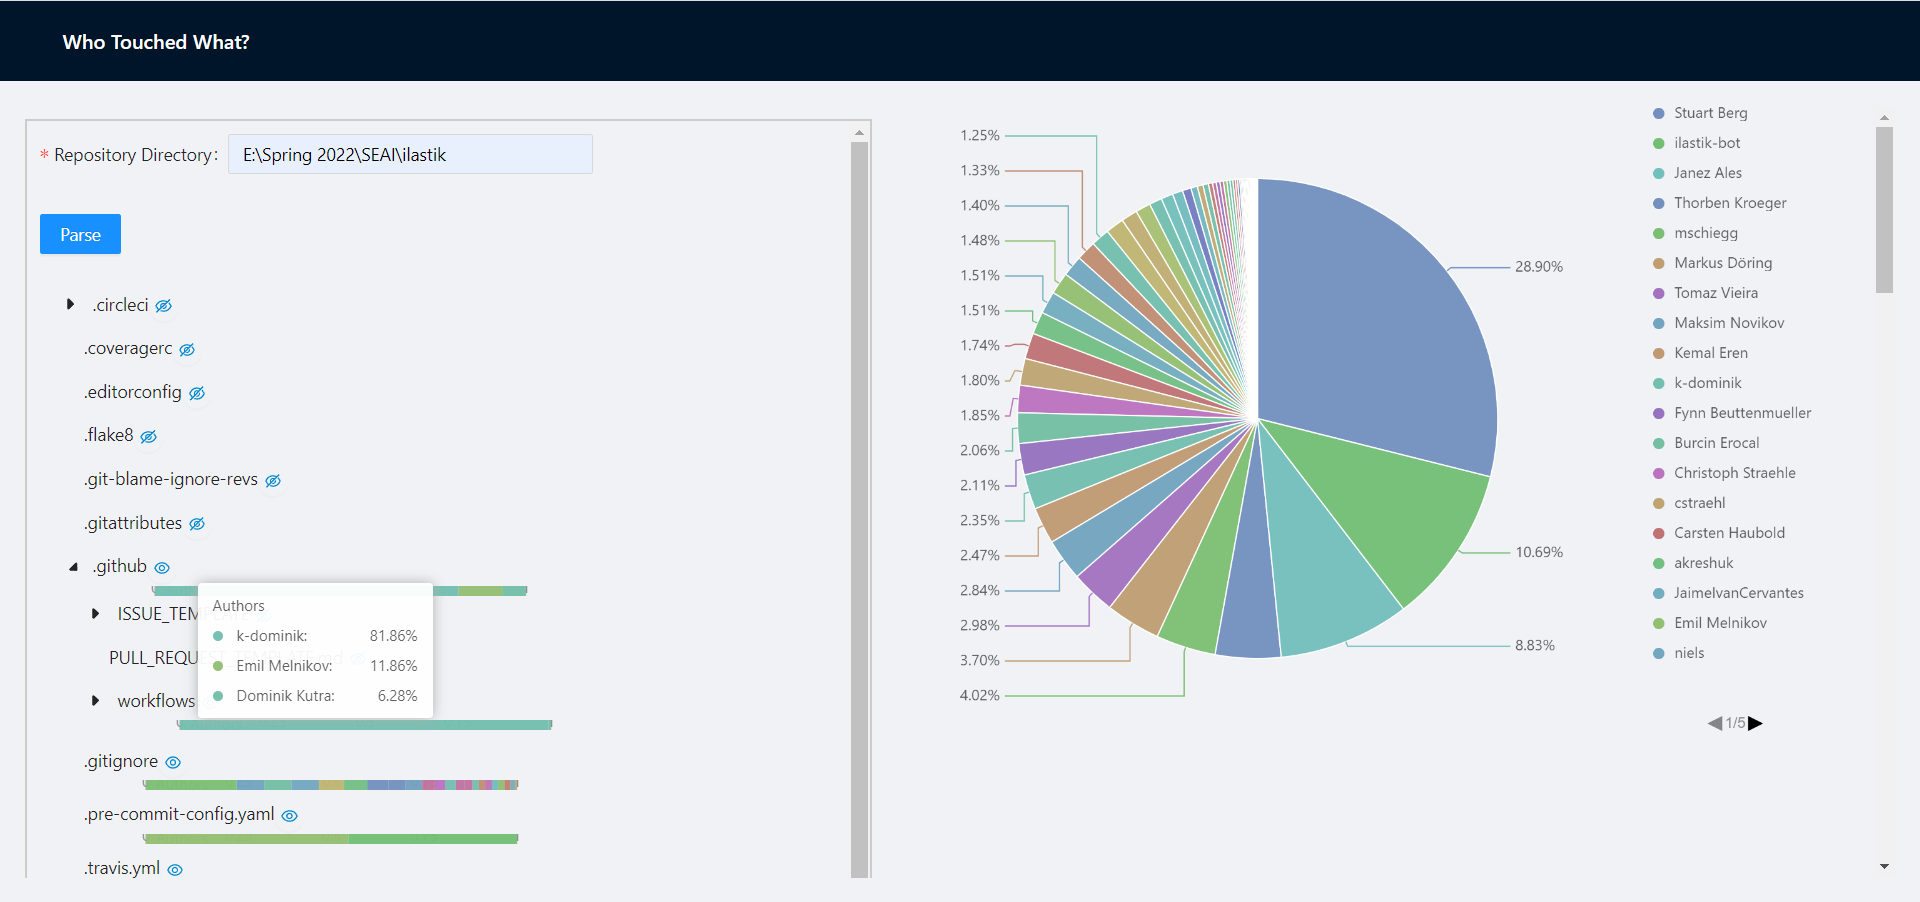 Who Touched What?
* Repository Directory: E:\Spring 2022\SEAI\ilastik
Parse
.circleci
.coveragerc
.editorconfig
.flake8
.git-blame-ignore-revs
.gitattributes
.github
Authors
k-dominik: 81.86%
Emil Melnikov: 11.86%
Dominik Kutra: 6.28%
ISSUE_TEMPLATE
PULL_REQUEST_TEMPLATE.md
workflows
.gitignore
.pre-commit-config.yaml
.travis.yml
1.25%
1.33%
1.40%
1.48%
1.51%
1.51%
1.74%
1.80%
1.85%
2.06%
2.11%
2.35%
2.47%
2.84%
2.98%
3.70%
4.02%
28.90%
10.69%
8.83%
Stuart Berg
ilastik-bot
Janez Ales
Thorben Kroeger
mschiegg
Markus Döring
Tomaz Vieira
Maksim Novikov
Kemal Eren
k-dominik
Fynn Beuttenmueller
Burcin Erocal
Christoph Straehle
cstraehl
Carsten Haubold
akreshuk
JaimeIvanCervantes
Emil Melnikov
niels
1/5